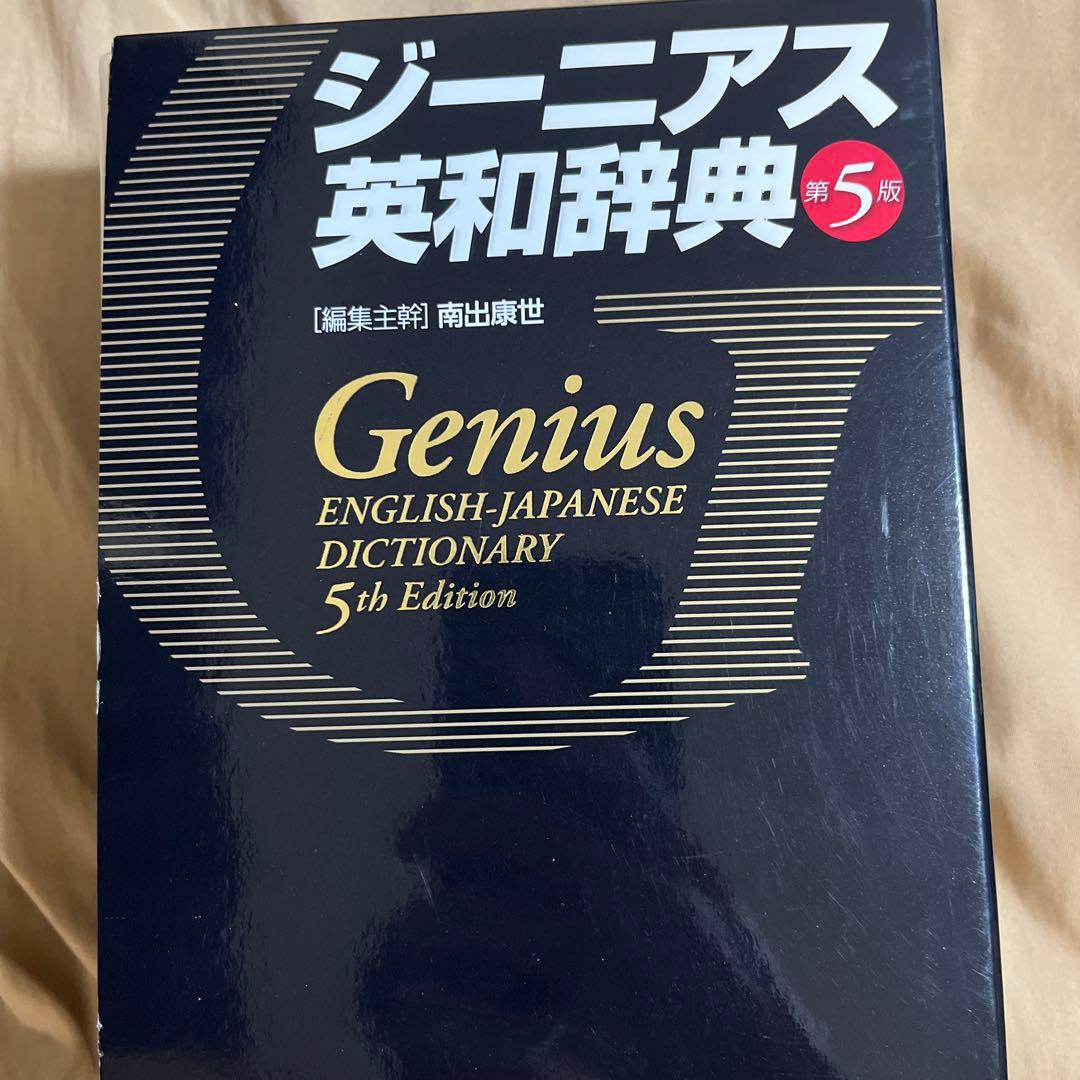 ジーニアス
英和辞典 第5版
[編集主幹] 南出康世
Genius
ENGLISH-JAPANESE
DICTIONARY
5th Edition